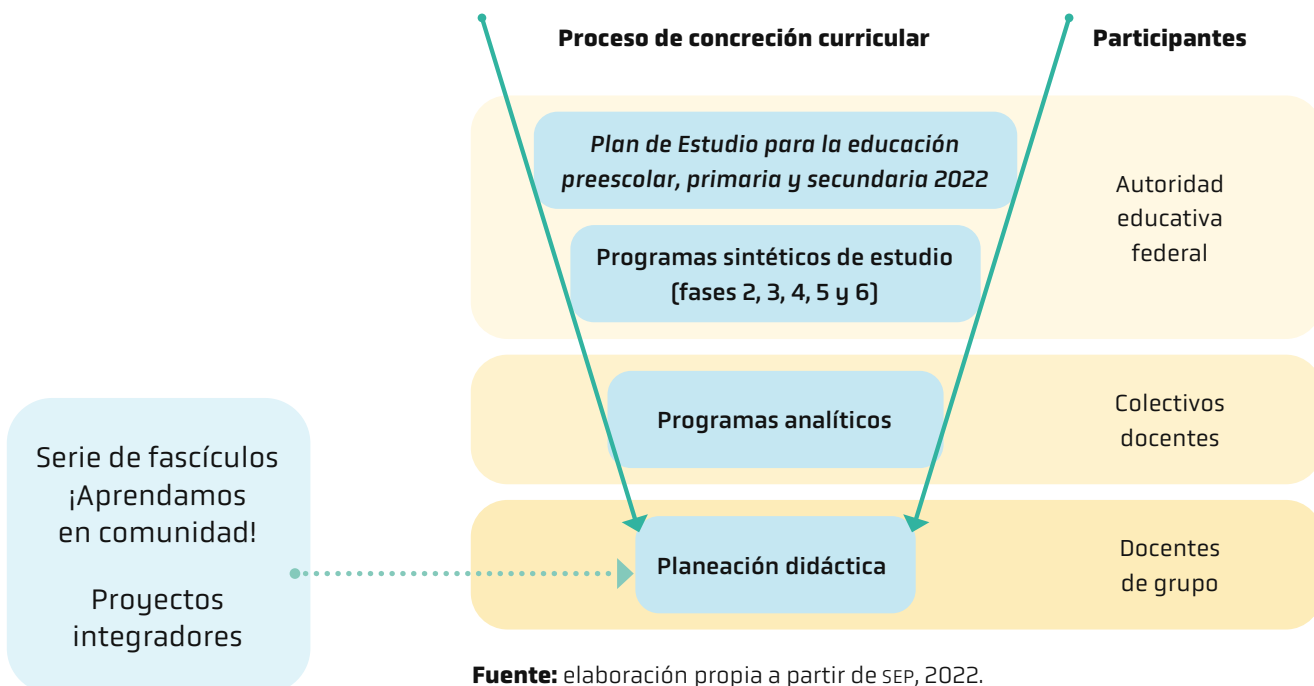 Proceso de concreción curricular
Participantes
Plan de Estudio para la educación
preescolar, primaria y secundaria 2022
Programas sintéticos de estudio
(fases 2, 3, 4, 5 y 6)
Autoridad
educativa
federal
Programas analíticos
Colectivos
docentes
Serie de fascículos
¡Aprendamos
en comunidad!
Proyectos
integradores
Planeación didáctica
Docentes
de grupo
Fuente: elaboración propia a partir de SEP, 2022.